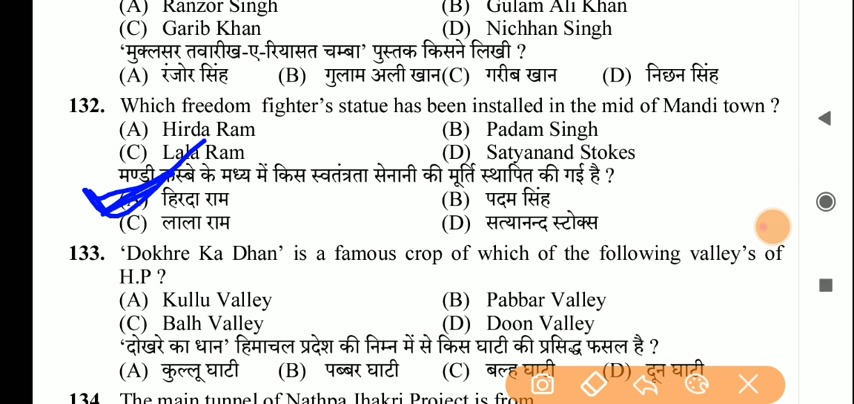 (A) Ranzor Singh (B) Gulam Ali Khan
(C) Garib Khan (D) Nichhan Singh
‘मुक्लसर तवारीख-ए-रियासत चम्बा’ पुस्तक किसने लिखी ?
(A) रंजोर सिंह (B) गुलाम अली खान(C) गरीब खान (D) निछन सिंह
132. Which freedom fighter’s statue has been installed in the mid of Mandi town ?
(A) Hirda Ram (B) Padam Singh
(C) Lala Ram (D) Satyanand Stokes
मण्डी कस्बे के मध्य में किस स्वतंत्रता सेनानी की मूर्ति स्थापित की गई है ?
हिरदा राम (B) पदम सिंह
(C) लाला राम (D) सत्यानन्द स्टोक्स
133. ‘Dokhre Ka Dhan’ is a famous crop of which of the following valley’s of
H.P ?
(A) Kullu Valley (B) Pabbar Valley
(C) Balh Valley (D) Doon Valley
‘दोखरे का धान’ हिमाचल प्रदेश की निम्न में से किस घाटी की प्रसिद्ध फसल है ?
(A) कुल्लू घाटी (B) पब्बर घाटी (C) बल्ह घाटी (D) दून घाटी
134. The main tunnel of Nathpa Jhakri Project is from